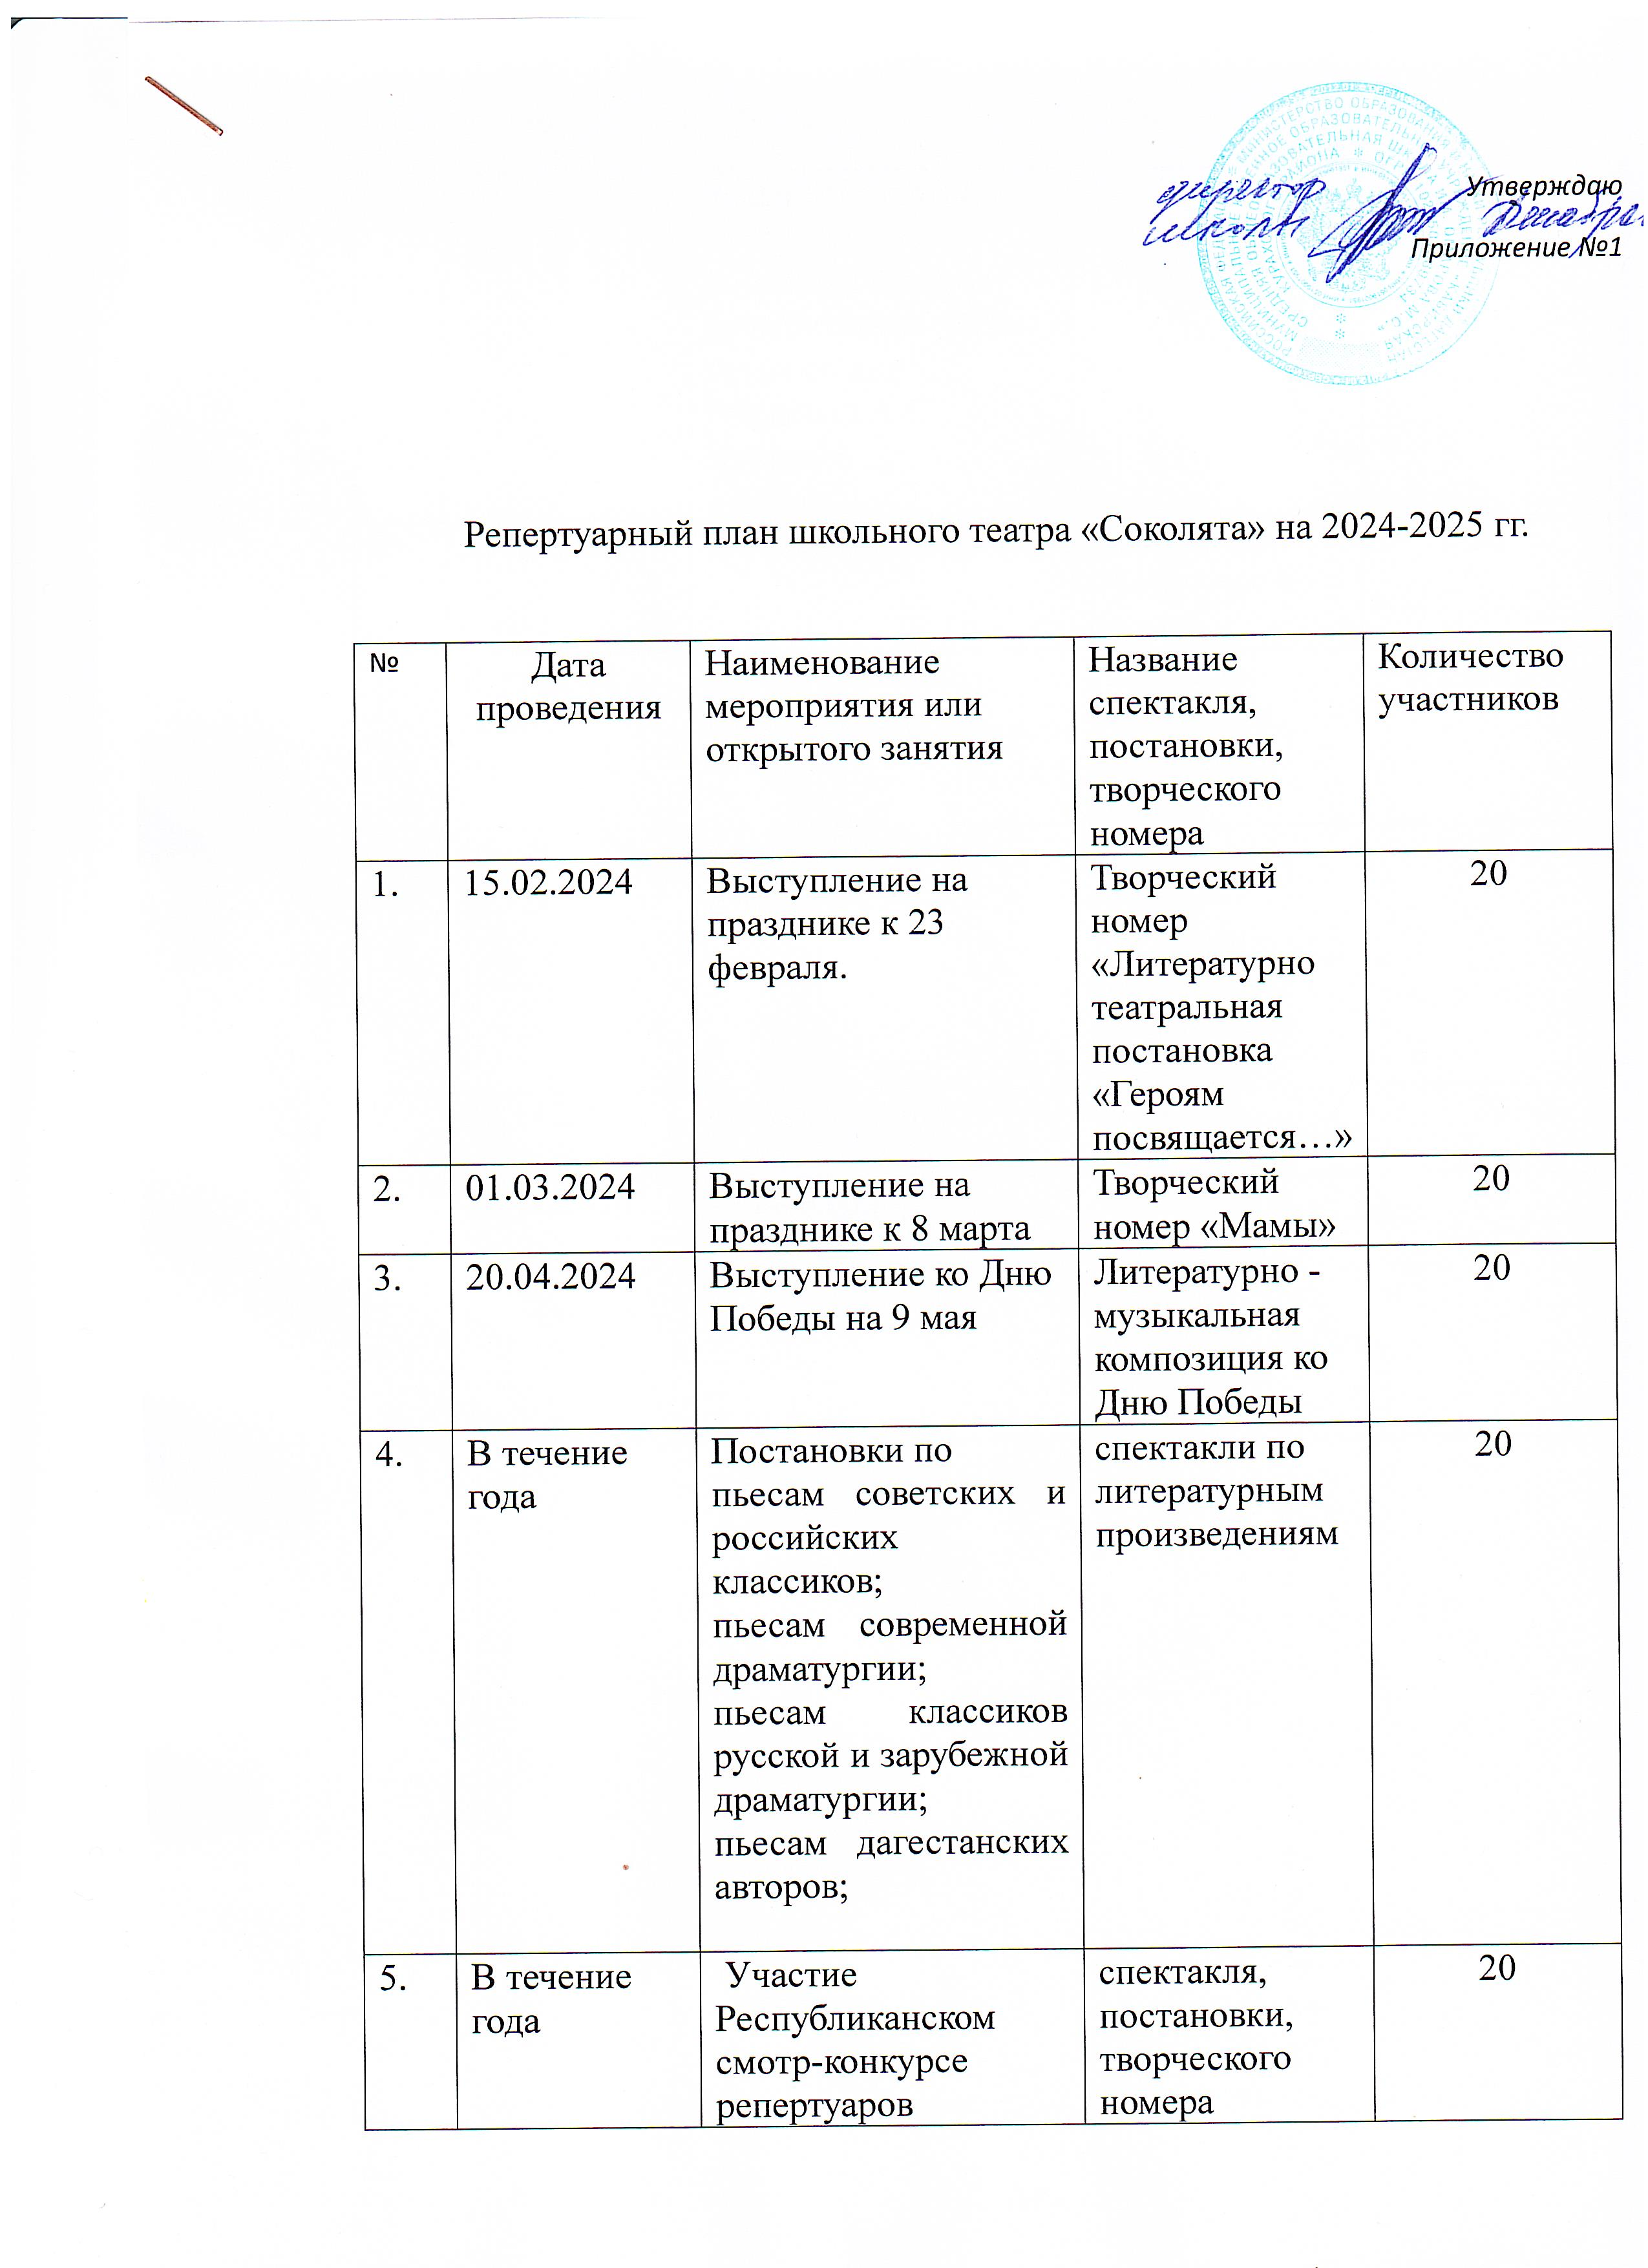 Утверждаю
директор
школы
Приложение №1
Репертуарный план школьного театра «Соколята» на 2024-2025 гг.
№
Дата
проведения
Наименование
мероприятия или
открытого занятия
Название
спектакля,
постановки,
творческого
номера
Количество
участников
1.
15.02.2024
Выступление на
празднике к 23
февраля.
Творческий
номер
«Литературно
театральная
постановка
«Героям
посвящается…»
20
2.
01.03.2024
Выступление на
празднике к 8 марта
Творческий
номер «Мамы»
20
3.
20.04.2024
Выступление ко Дню
Победы на 9 мая
Литературно -
музыкальная
композиция ко
Дню Победы
20
4.
В течение
года
Постановки по
пьесам советских и
российских
классиков;
пьесам современной
драматургии;
пьесам классиков
русской и зарубежной
драматургии;
пьесам дагестанских
авторов;
спектакли по
литературным
произведениям
20
5.
В течение
года
Участие
Республиканском
смотр-конкурсе
репертуаров
спектакля,
постановки,
творческого
номера
20